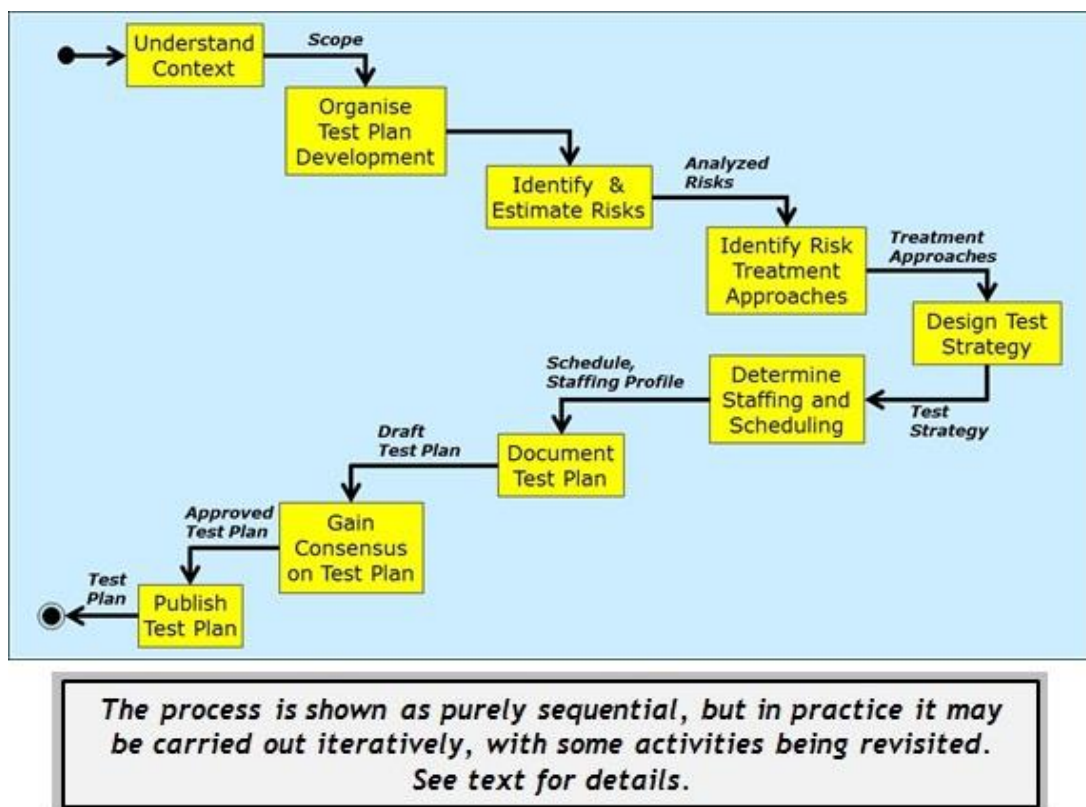 Understand
Context
Scope
Organise
Test Plan
Development
Identify &
Estimate Risks
Analyzed
Risks
Identify Risk
Treatment
Approaches
Treatment
Approaches
Design Test
Strategy
Test
Strategy
Determine
Staffing and
Scheduling
Schedule,
Staffing Profile
Document
Test Plan
Draft
Test Plan
Gain
Consensus
on Test Plan
Approved
Test Plan
Publish
Test Plan
Test
Plan
The process is shown as purely sequential, but in practice it may
be carried out iteratively, with some activities being revisited.
See text for details.